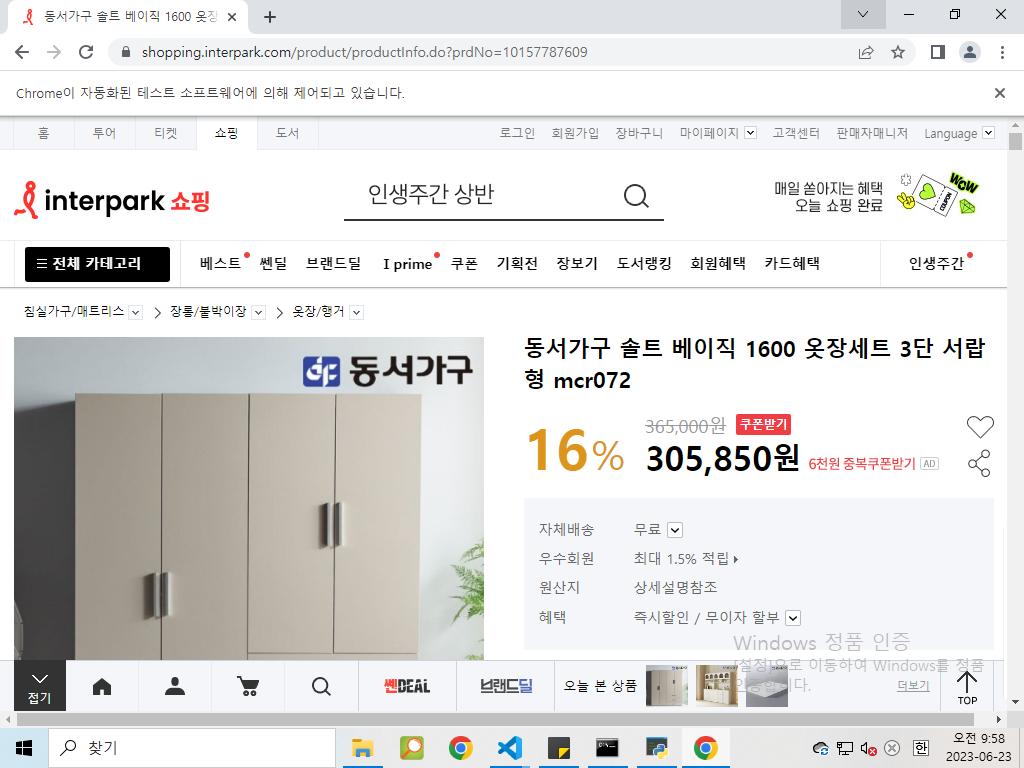 동서가구 솔트 베이직 1600 옷장
shopping.interpark.com/product/productInfo.do?prdNo=10157787609
Chrome이 자동화된 테스트 소프트웨어에 의해 제어되고 있습니다.
홈 투어 티켓 쇼핑 도서 로그인 회원가입 장바구니 마이페이지 고객센터 판매자매니저 Language
interpark 쇼핑 인생주간 상반 매일 쏟아지는 혜택
오늘 쇼핑 완료
WOW COUPON
전체 카테고리 베스트 쎈딜 브랜드딜 I prime 쿠폰 기획전 장보기 도서랭킹 회원혜택 카드혜택 인생주간
침실가구/매트리스 장롱/붙박이장 옷장/행거
동서가구
동서가구 솔트 베이직 1600 옷장세트 3단 서랍
형 mcr072
16% 365,000원 쿠폰받기
305,850원 6천원 중복쿠폰받기 AD
자체배송 무료
우수회원 최대 1.5% 적립
원산지 상세설명참조
혜택 즉시할인 / 무이자 할부
Windows 정품 인증
[설정]으로 이동하여 Windows를 정품
인증합니다.
접기 쎈DEAL 브랜드딜 오늘 본 상품 더보기 TOP
찾기
한 오전 9:58
2023-06-23